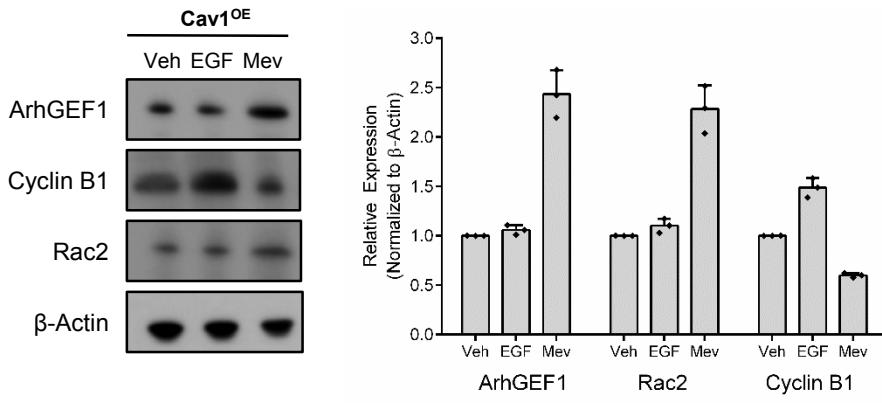 Cav1OE
Veh EGF Mev
ArhGEF1
Cyclin B1
Rac2
β-Actin
Relative Expression
(Normalized to β-Actin)
3.0
2.5
2.0
1.5
1.0
0.5
0.0
Veh EGF Mev Veh EGF Mev Veh EGF Mev
ArhGEF1 Rac2 Cyclin B1